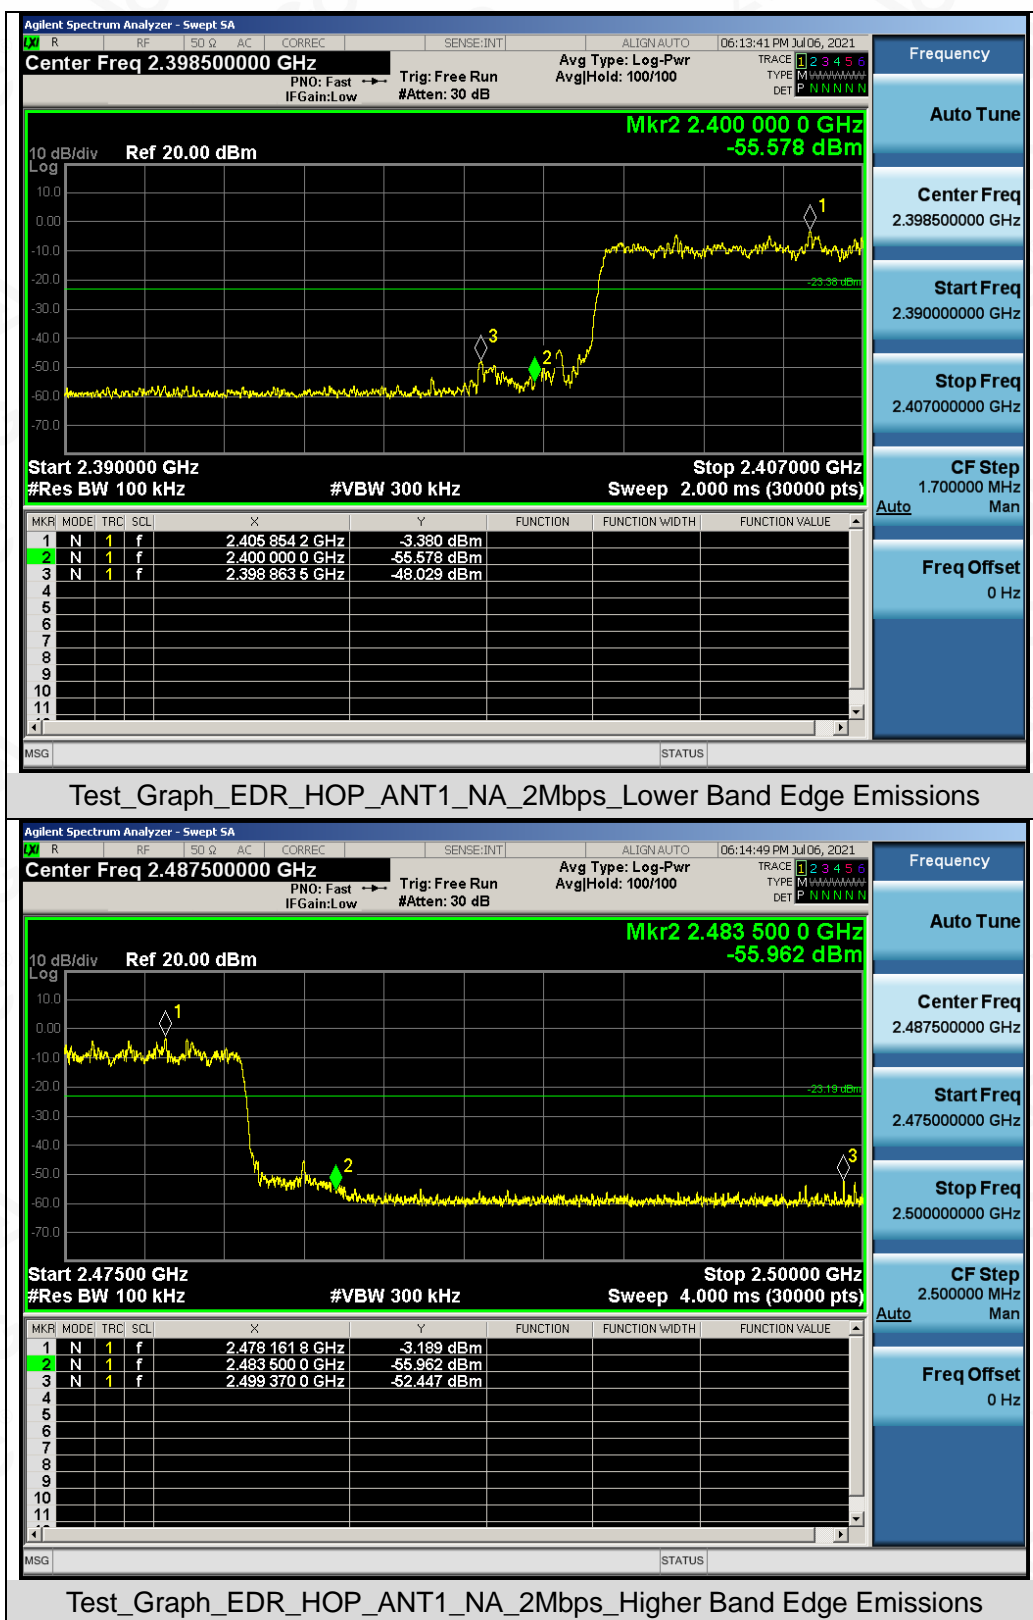 Agilent Spectrum Analyzer - Swept SA
LXI R RF 50 Ω AC CORREC SENSE:INT ALIGN AUTO 06:13:41 PM Jul 06, 2021
Center Freq 2.398500000 GHz
PNO: Fast
IFGain:Low
Trig: Free Run
#Atten: 30 dB
Avg Type: Log-Pwr
Avg|Hold: 100/100
TRACE 1 2 3 4 5 6
TYPE M WWWWW
DET P N N N N N
Frequency
Auto Tune
Mkr2 2.400 000 0 GHz
-55.578 dBm
10 dB/div Ref 20.00 dBm
Log
10.0
0.00
-10.0
-20.0
-30.0
-40.0
-50.0
-60.0
-70.0
1
-23.38 dBm
3
2
Start 2.390000 GHz Stop 2.407000 GHz
#Res BW 100 kHz #VBW 300 kHz Sweep 2.000 ms (30000 pts)
Center Freq
2.398500000 GHz
Start Freq
2.390000000 GHz
Stop Freq
2.407000000 GHz
CF Step
1.700000 MHz
Auto Man
Freq Offset
0 Hz
MKR MODE TRC SCL X Y FUNCTION FUNCTION WIDTH FUNCTION VALUE
1 N 1 f 2.405 854 2 GHz -3.380 dBm
2 N 1 f 2.400 000 0 GHz -55.578 dBm
3 N 1 f 2.398 863 5 GHz -48.029 dBm
4
5
6
7
8
9
10
11
MSG STATUS
Test_Graph_EDR_HOP_ANT1_NA_2Mbps_Lower Band Edge Emissions
Agilent Spectrum Analyzer - Swept SA
LXI R RF 50 Ω AC CORREC SENSE:INT ALIGN AUTO 06:14:49 PM Jul 06, 2021
Center Freq 2.487500000 GHz
PNO: Fast
IFGain:Low
Trig: Free Run
#Atten: 30 dB
Avg Type: Log-Pwr
Avg|Hold: 100/100
TRACE 1 2 3 4 5 6
TYPE M WWWWW
DET P N N N N N
Frequency
Auto Tune
Mkr2 2.483 500 0 GHz
-55.962 dBm
10 dB/div Ref 20.00 dBm
Log
10.0
0.00
-10.0
-20.0
-30.0
-40.0
-50.0
-60.0
-70.0
1
-23.19 dBm
2
3
Start 2.47500 GHz Stop 2.50000 GHz
#Res BW 100 kHz #VBW 300 kHz Sweep 4.000 ms (30000 pts)
Center Freq
2.487500000 GHz
Start Freq
2.475000000 GHz
Stop Freq
2.500000000 GHz
CF Step
2.500000 MHz
Auto Man
Freq Offset
0 Hz
MKR MODE TRC SCL X Y FUNCTION FUNCTION WIDTH FUNCTION VALUE
1 N 1 f 2.478 161 8 GHz -3.189 dBm
2 N 1 f 2.483 500 0 GHz -55.962 dBm
3 N 1 f 2.499 370 0 GHz -52.447 dBm
4
5
6
7
8
9
10
11
MSG STATUS
Test_Graph_EDR_HOP_ANT1_NA_2Mbps_Higher Band Edge Emissions